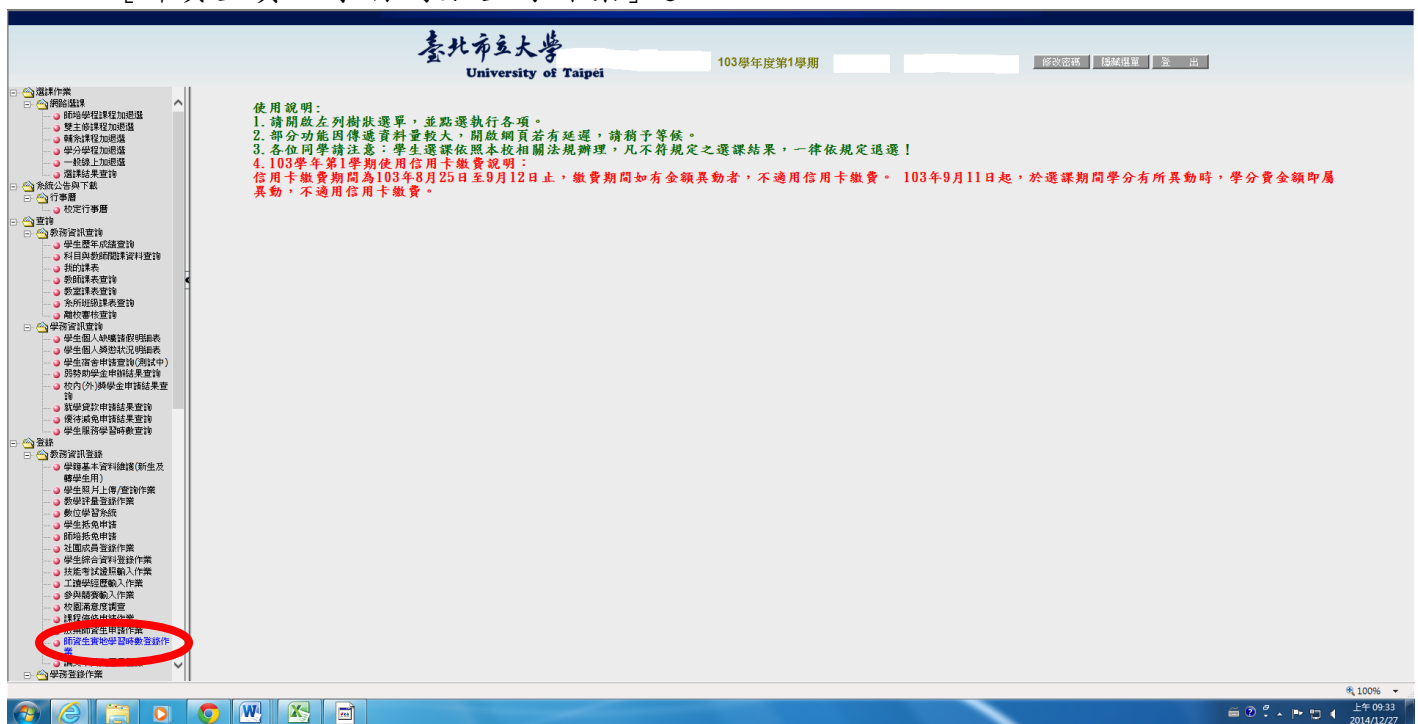 臺北市立大學
University of Taipei
103學年度第1學期
修改密碼 隱藏選單 登 出
選課作業
網路選課
師培學程課程加退選
雙主修課程加退選
輔系課程加退選
學分學程加退選
一般線上加退選
選課結果查詢
系統公告與下載
行事曆
校定行事曆
查詢
教務資訊查詢
學生歷年成績查詢
科目與教師開課資料查詢
我的課表
教師課表查詢
教室課表查詢
系所班級課表查詢
離校審核查詢
學務資訊查詢
學生個人缺曠請假明細表
學生個人獎懲狀況明細表
學生宿舍申請查詢(測試中)
弱勢助學金申辦結果查詢
校內(外)獎學金申請結果查
詢
就學貸款申請結果查詢
優待減免申請結果查詢
學生服務學習時數查詢
登錄
教務資訊登錄
學籍基本資料維護(新生及
轉學生用)
學生照片上傳/查詢作業
教學評量登錄作業
數位學習系統
學生抵免申請
師培抵免申請
社團成員登錄作業
學生綜合資料登錄作業
技能考試證照輸入作業
工讀學經歷輸入作業
參與競賽輸入作業
校園滿意度調查
課程停修申請作業
師資生申請作業
師資生實地學習時數登錄作
業
學務登錄作業
使用說明:
1.請開啟左列樹狀選單，並點選執行各項。
2.部分功能因傳遞資料量較大，開啟網頁若有延遲，請稍予等候。
3.各位同學請注意：學生選課依照本校相關法規辦理，凡不符規定之選課結果，一律依規定退選！
4.103學年第1學期使用信用卡繳費說明：
信用卡繳費期間為103年8月25日至9月12日止，繳費期間如有金額異動者，不適用信用卡繳費。 103年9月11日起，於選課期間學分有所異動時，學分費金額即屬
異動，不適用信用卡繳費。
100%
上午 09:33
2014/12/27